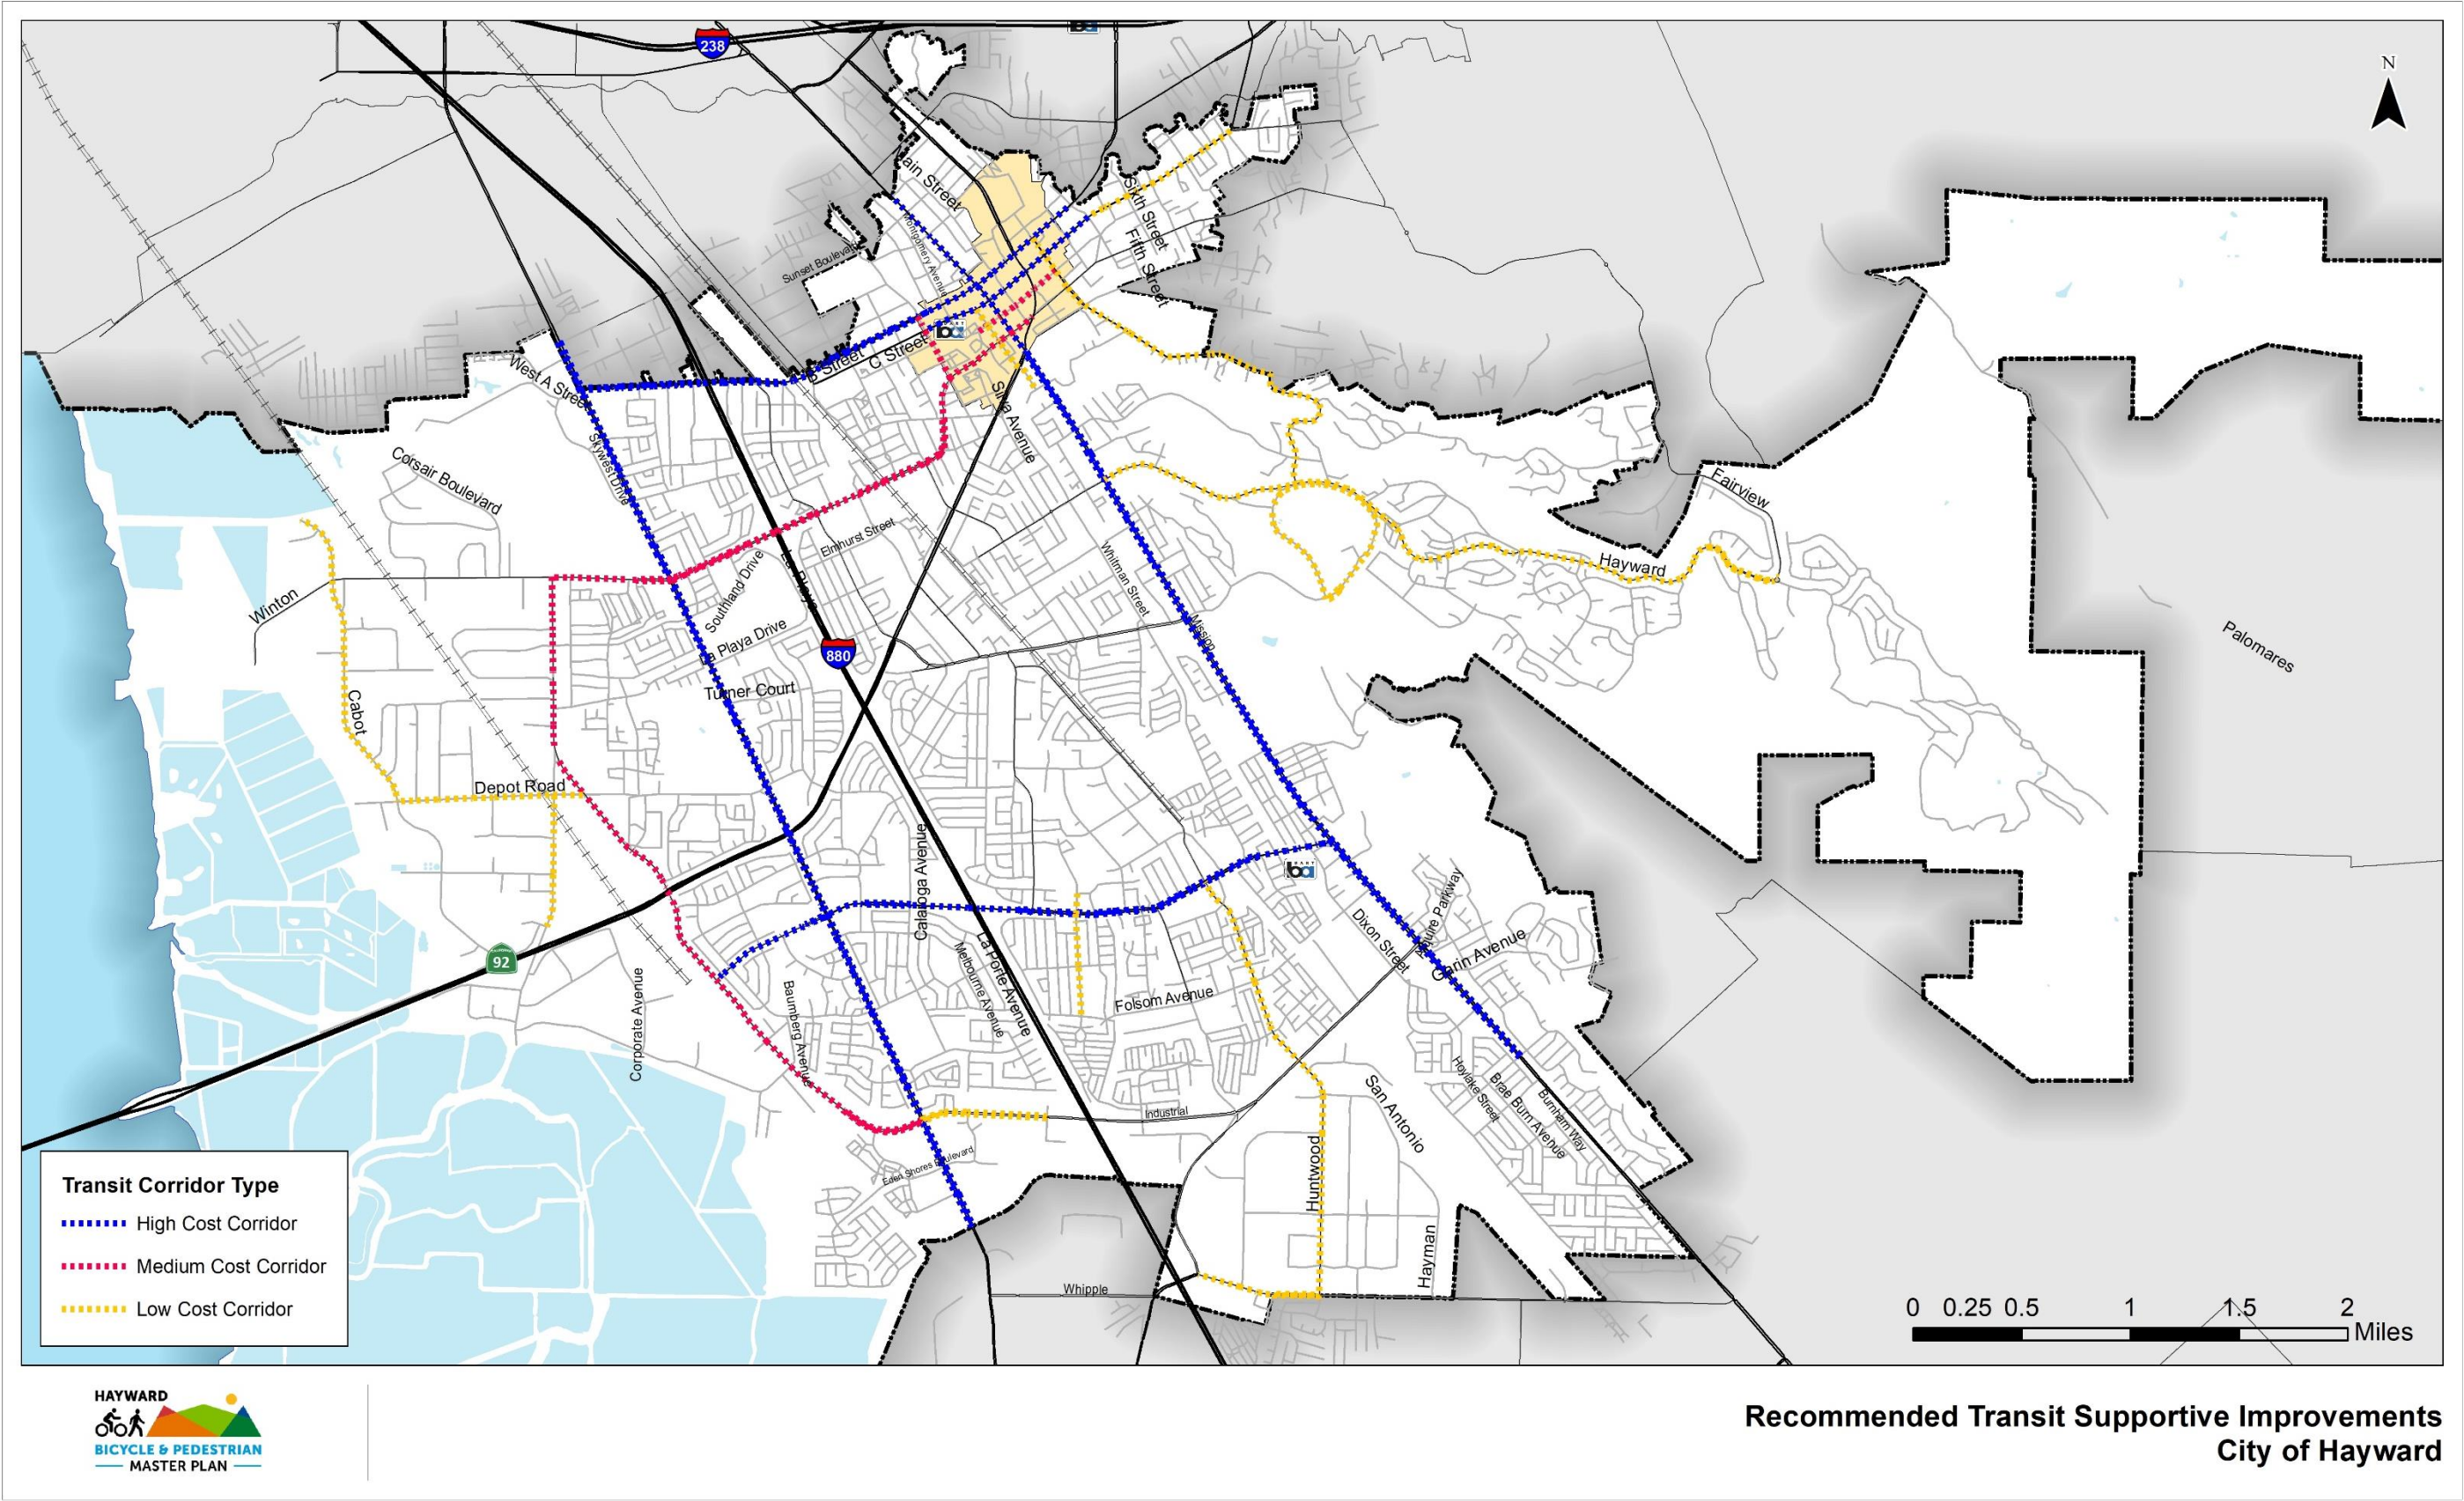 238
N
Main Street
Sixth Street
Fifth Street
Montgomery Avenue
Sunset Boulevard
ba
B Street
C Street
West A Street
Silva Avenue
Skywest Drive
Corsair Boulevard
Fairview
Elmhurst Street
Southland Drive
La Playa
Whitman Street
Hayward
Winton
La Playa Drive
880
Mission
Palomares
Turner Court
Cabot
Depot Road
Calaroga Avenue
ba
Dixon Street
Garin Avenue
92
La Porte Avenue
Melbourne Avenue
Corporate Avenue
Baumberg Avenue
Folsom Avenue
San Antonio
Hoylake Street
Brae Burn Avenue
Burnham Way
Industrial
Eden Shores Boulevard
Huntwood
Hayman
Whipple
Transit Corridor Type
High Cost Corridor
Medium Cost Corridor
Low Cost Corridor
0 0.25 0.5 1 1.5 2
Miles
HAYWARD
BICYCLE & PEDESTRIAN
MASTER PLAN
Recommended Transit Supportive Improvements
City of Hayward